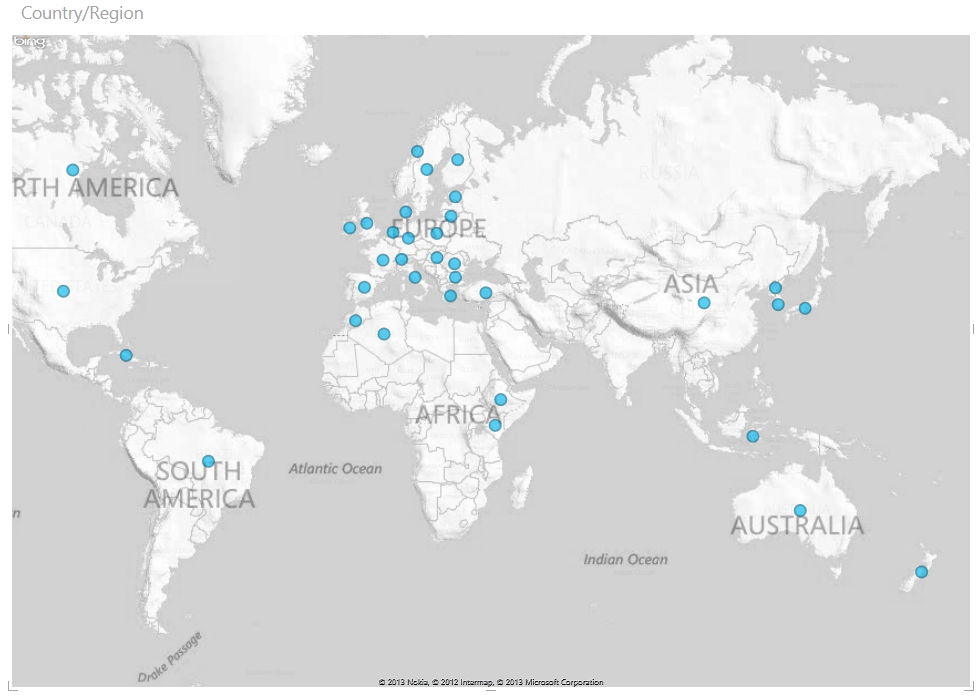 Country/Region
bing
RUSSIA
RTH AMERICA
CANADA
EUROPE
ASIA
AFRICA
SOUTH
AMERICA
Atlantic Ocean
n
AUSTRALIA
Indian Ocean
Drake Passage
© 2013 Nokia, © 2012 Intermap, © 2013 Microsoft Corporation